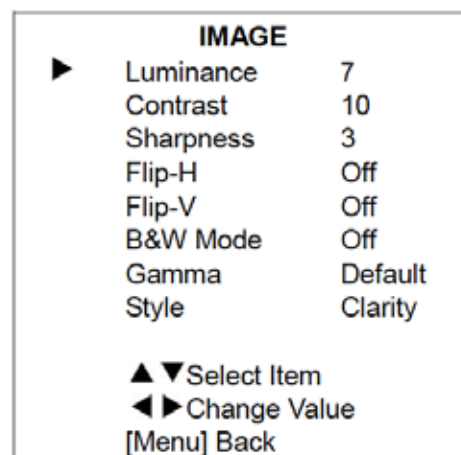 IMAGE
▶ Luminance 7
Contrast 10
Sharpness 3
Flip-H Off
Flip-V Off
B&W Mode Off
Gamma Default
Style Clarity
▲▼Select Item
◀▶Change Value
[Menu] Back